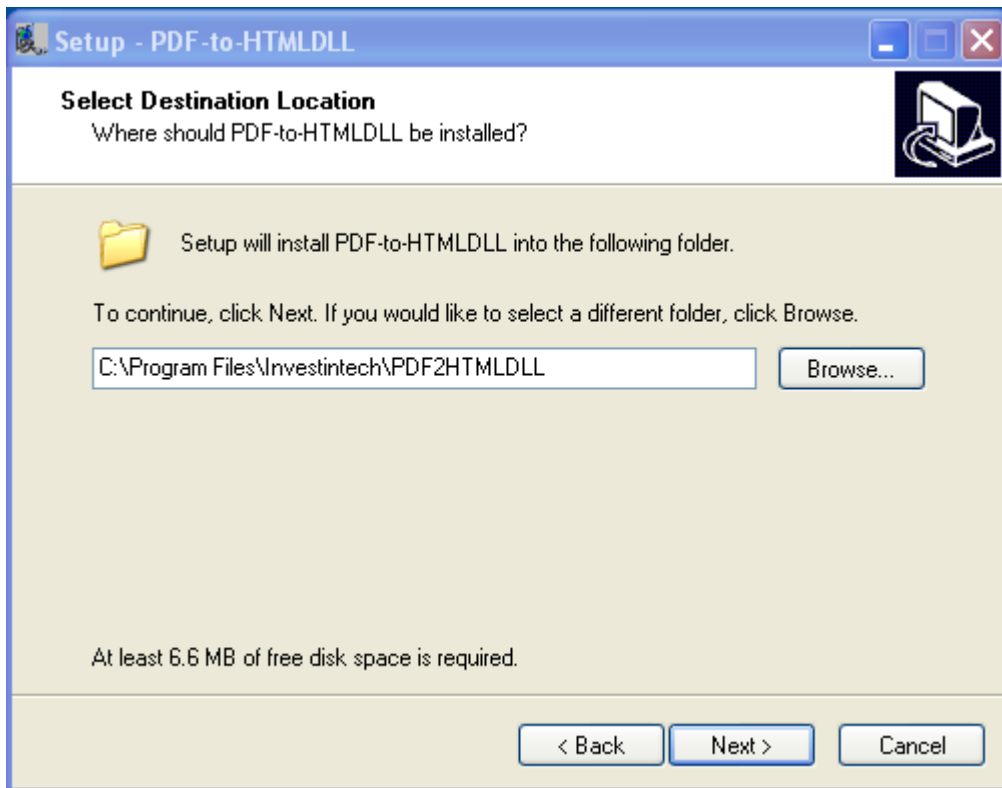 Setup - PDF-to-HTMLDLL
Select Destination Location
Where should PDF-to-HTMLDLL be installed?
Setup will install PDF-to-HTMLDLL into the following folder.
To continue, click Next. If you would like to select a different folder, click Browse.
C:\Program Files\Investintech\PDF2HTMLDLL
Browse...
At least 6.6 MB of free disk space is required.
< Back
Next >
Cancel